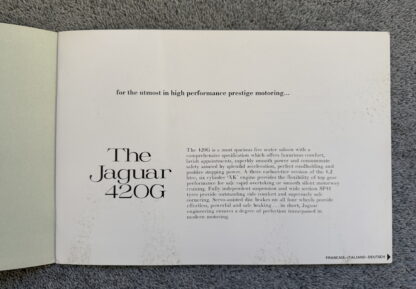 for the utmost in high performance prestige motoring...
The
Jaguar
420G
The 420G is a most spacious five seater saloon with a
comprehensive specification which offers luxurious comfort,
lavish appointments, superbly smooth power and consummate
safety assured by splendid acceleration, perfect roadholding and
positive stopping power. A three carburetter version of the 4.2
litre, six cylinder 'XK' engine provides the flexibility of top gear
performance for safe rapid overtaking or smooth silent motorway
cruising. Fully independent suspension and wide section SP41
tyres provide outstanding ride comfort and supremely safe
cornering. Servo-assisted disc brakes on all four wheels provide
effortless, powerful and safe braking ... in short, Jaguar
engineering ensures a degree of perfection unsurpassed in
modern motoring.
FRANCAIS-ITALIANO-DEUTSCH